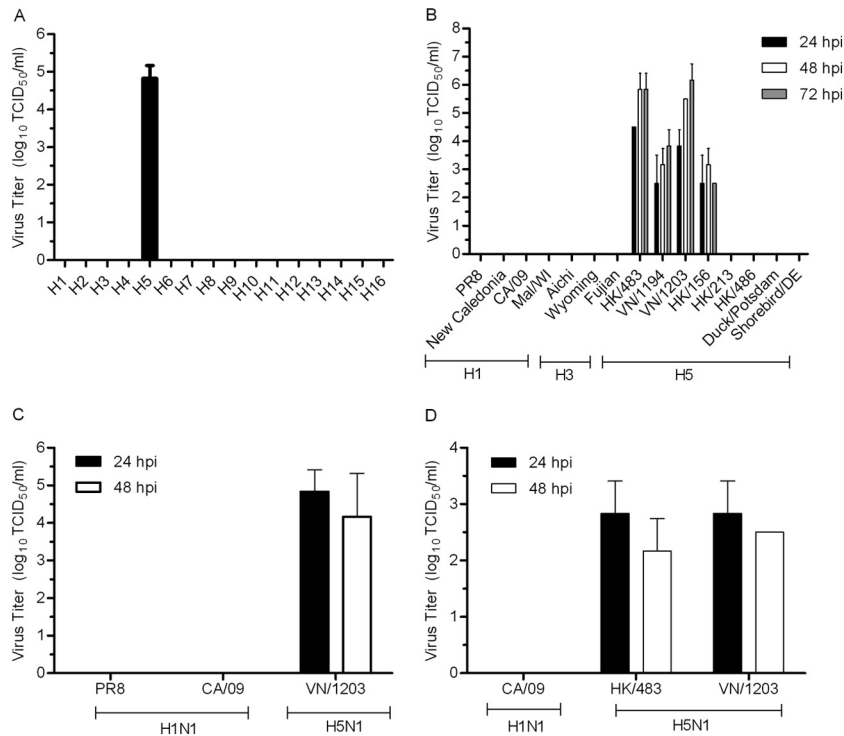 A
Virus Titer (log10 TCID50/ml)
6
5
4
3
2
1
0
H1
H2
H3
H4
H5
H6
H7
H8
H9
H10
H11
H12
H13
H14
H15
H16
B
Virus Titer (log10 TCID50/ml)
8
7
6
5
4
3
2
1
0
24 hpi
48 hpi
72 hpi
PR8
New Caledonia
CA/09
Mal/WI
Aichi
Wyoming
Fujian
HK/483
VN/1194
VN/1203
HK/156
HK/213
HK/486
Duck/Potsdam
Shorebird/DE
H1
H3
H5
C
Virus Titer (log10 TCID50/ml)
6
5
4
3
2
1
0
24 hpi
48 hpi
PR8
CA/09
VN/1203
H1N1
H5N1
D
Virus Titer (log10 TCID50/ml)
4
3
2
1
0
24 hpi
48 hpi
CA/09
HK/483
VN/1203
H1N1
H5N1